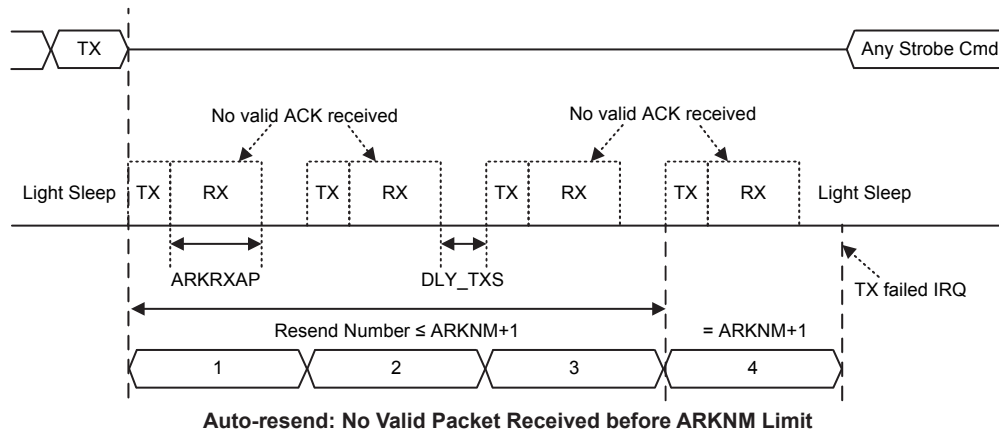 TX
Any Strobe Cmd
No valid ACK received
No valid ACK received
Light Sleep
TX
RX
TX
RX
TX
RX
TX
RX
Light Sleep
ARKRXAP
DLY_TXS
TX failed IRQ
Resend Number ≤ ARKNM+1
= ARKNM+1
1
2
3
4
Auto-resend: No Valid Packet Received before ARKNM Limit